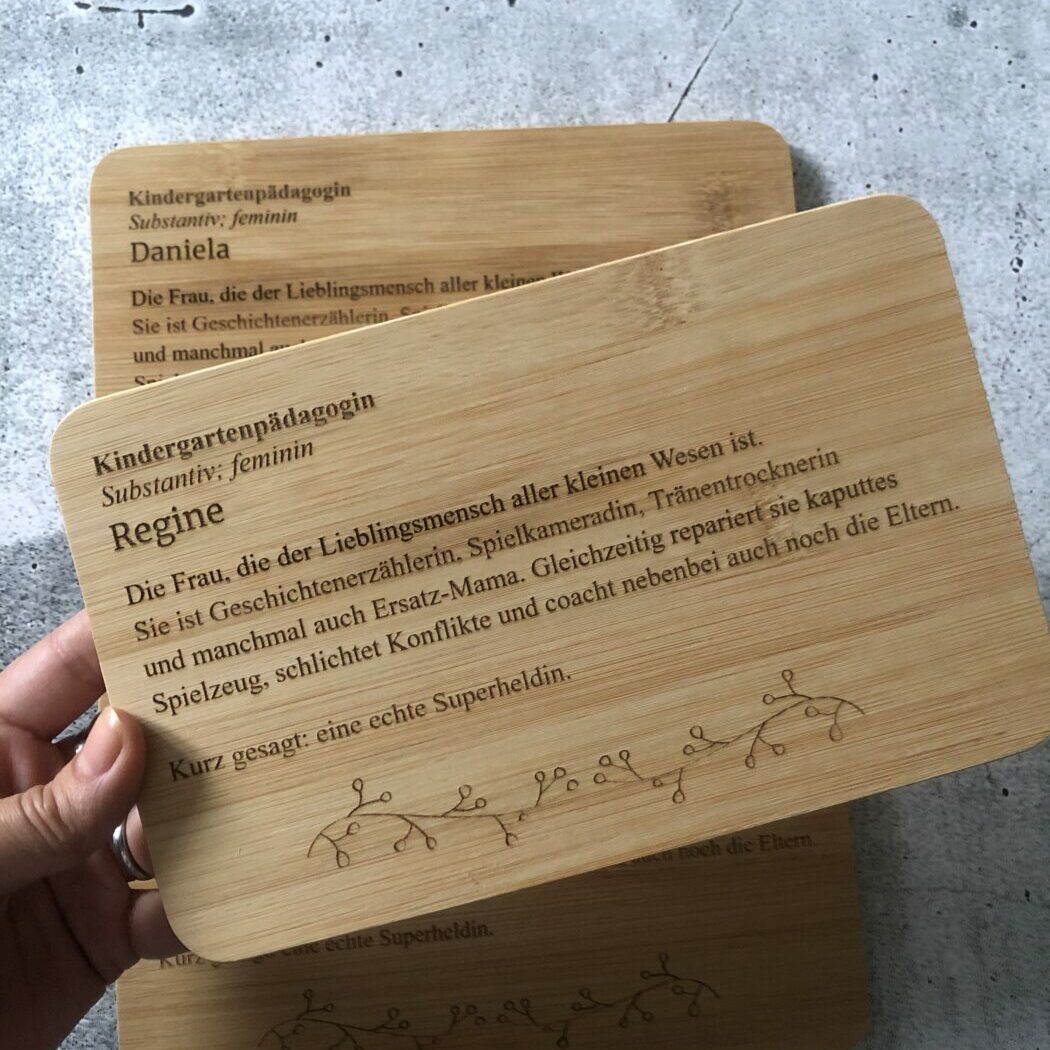 Kindergartenpädagogin
Substantiv; feminin
Daniela
Die Frau, die der Lieblingsmensch aller kleinen
Sie ist Geschichtenerzählerin,
und manchmal
Kindergartenpädagogin
Substantiv; feminin
Regine
Die Frau, die der Lieblingsmensch aller kleinen Wesen ist.
Sie ist Geschichtenerzählerin, Spielkameradin, Tränentrocknerin
und manchmal auch Ersatz-Mama. Gleichzeitig repariert sie kaputtes
Spielzeug, schlichtet Konflikte und coacht nebenbei auch noch die Eltern.
Kurz gesagt: eine echte Superheldin.
auch noch die Eltern.
Kurz eine echte Superheldin.